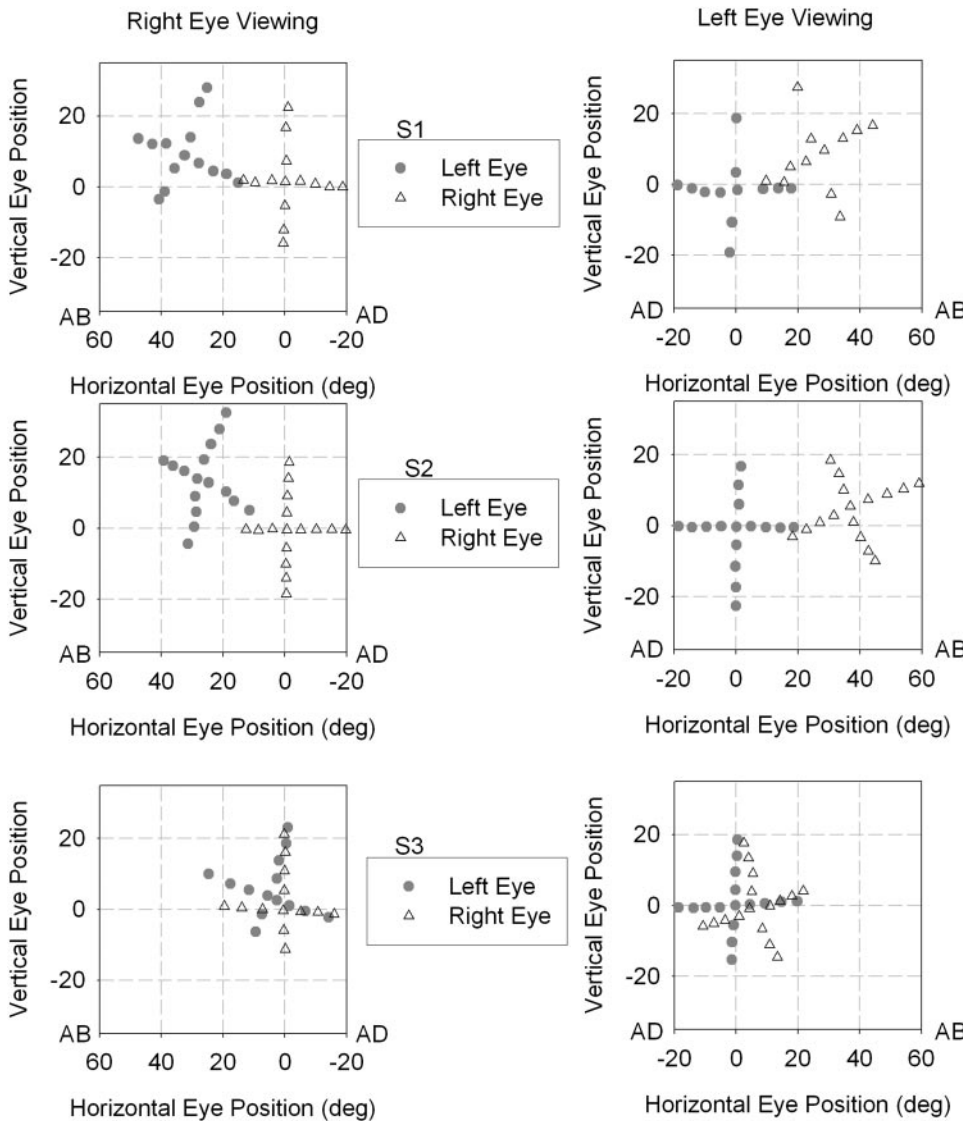 Right Eye Viewing
Left Eye Viewing
Vertical Eye Position
20
0
-20
AB
AD
60 40 20 0 -20
Horizontal Eye Position (deg)
S1
Left Eye
Right Eye
Vertical Eye Position
20
0
-20
AD
AB
-20 0 20 40 60
Horizontal Eye Position (deg)
Vertical Eye Position
20
0
-20
AB
AD
60 40 20 0 -20
Horizontal Eye Position (deg)
S2
Left Eye
Right Eye
Vertical Eye Position
20
0
-20
AD
AB
-20 0 20 40 60
Horizontal Eye Position (deg)
Vertical Eye Position
20
0
-20
AB
AD
60 40 20 0 -20
Horizontal Eye Position (deg)
S3
Left Eye
Right Eye
Vertical Eye Position
20
0
-20
AD
AB
-20 0 20 40 60
Horizontal Eye Position (deg)